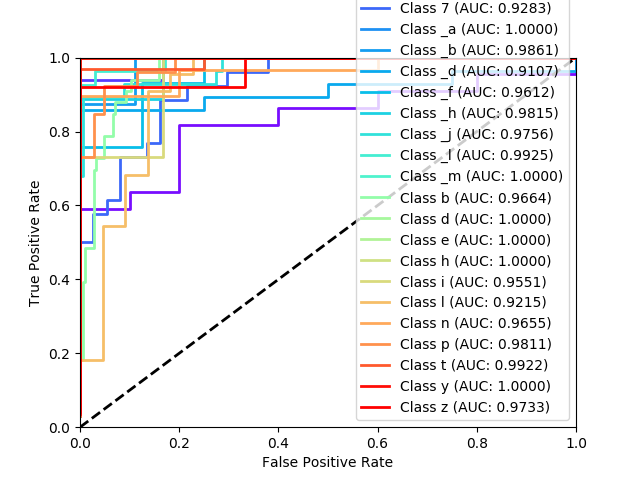 Class 7 (AUC: 0.9283)
Class _a (AUC: 1.0000)
Class _b (AUC: 0.9861)
Class _d (AUC: 0.9107)
Class _f (AUC: 0.9612)
Class _h (AUC: 0.9815)
Class _j (AUC: 0.9756)
Class _l (AUC: 0.9925)
Class _m (AUC: 1.0000)
Class b (AUC: 0.9664)
Class d (AUC: 1.0000)
Class e (AUC: 1.0000)
Class h (AUC: 1.0000)
Class i (AUC: 0.9551)
Class l (AUC: 0.9215)
Class n (AUC: 0.9655)
Class p (AUC: 0.9811)
Class t (AUC: 0.9922)
Class y (AUC: 1.0000)
Class z (AUC: 0.9733)
True Positive Rate
1.0
0.8
0.6
0.4
0.2
0.0
0.0 0.2 0.4 0.6 0.8 1.0
False Positive Rate